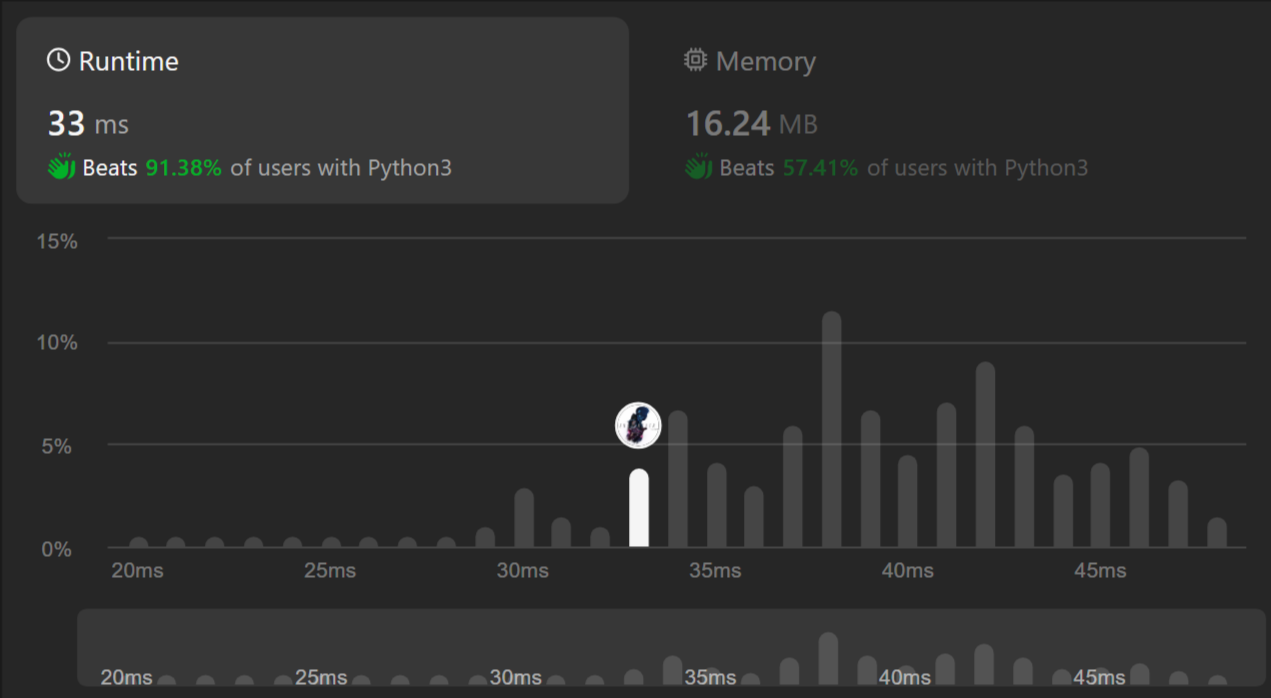 Runtime
33 ms
Beats 91.38% of users with Python3
Memory
16.24 MB
Beats 57.41% of users with Python3
15%
10%
5%
0%
20ms 25ms 30ms 35ms 40ms 45ms
20ms 25ms 30ms 35ms 40ms 45ms